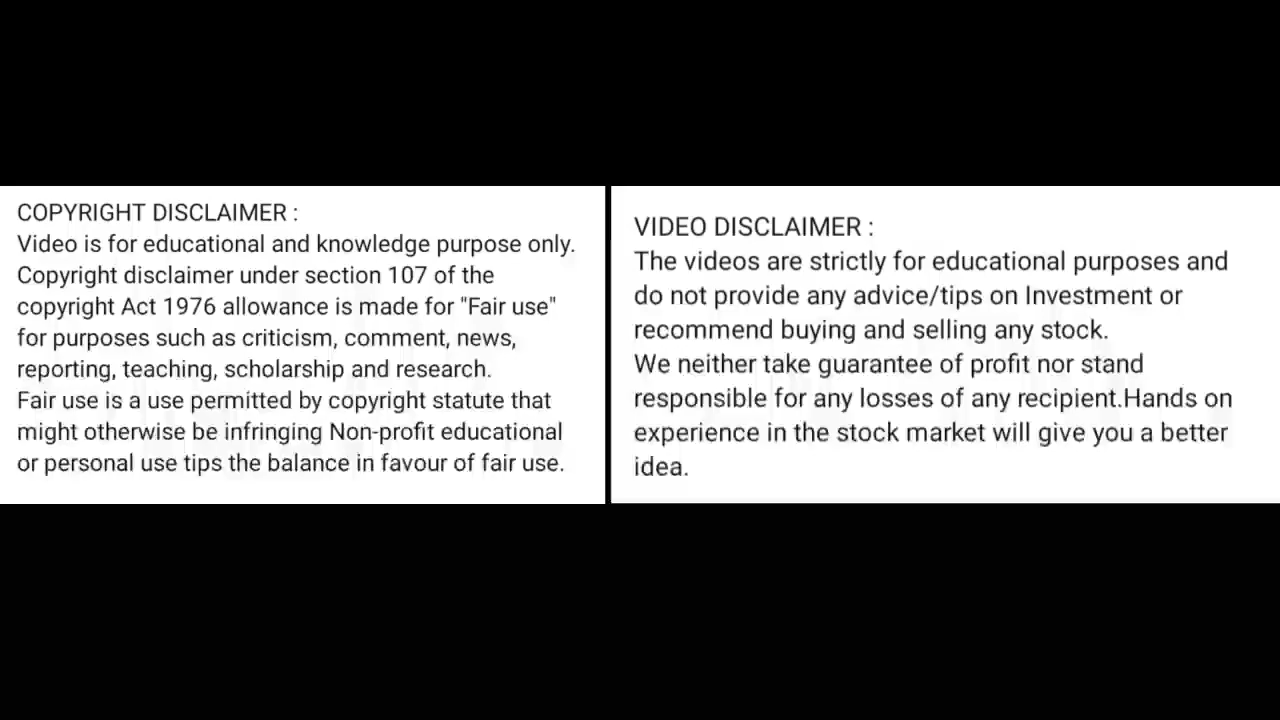 COPYRIGHT DISCLAIMER :
Video is for educational and knowledge purpose only.
Copyright disclaimer under section 107 of the
copyright Act 1976 allowance is made for "Fair use"
for purposes such as criticism, comment, news,
reporting, teaching, scholarship and research.
Fair use is a use permitted by copyright statute that
might otherwise be infringing Non-profit educational
or personal use tips the balance in favour of fair use.
VIDEO DISCLAIMER :
The videos are strictly for educational purposes and
do not provide any advice/tips on Investment or
recommend buying and selling any stock.
We neither take guarantee of profit nor stand
responsible for any losses of any recipient.Hands on
experience in the stock market will give you a better
idea.